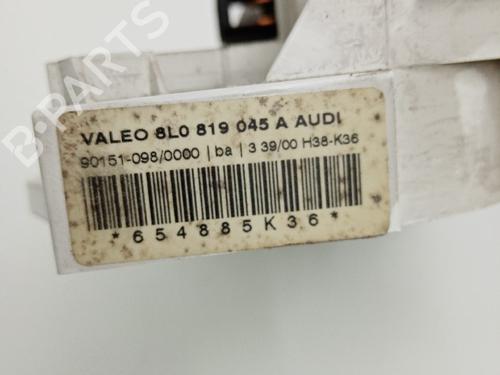 B-PARTS
VALEO 8L0 819 045 A AUDI
90151-098/0000 | ba | 3 39/00 H38-K36
*654885K36*